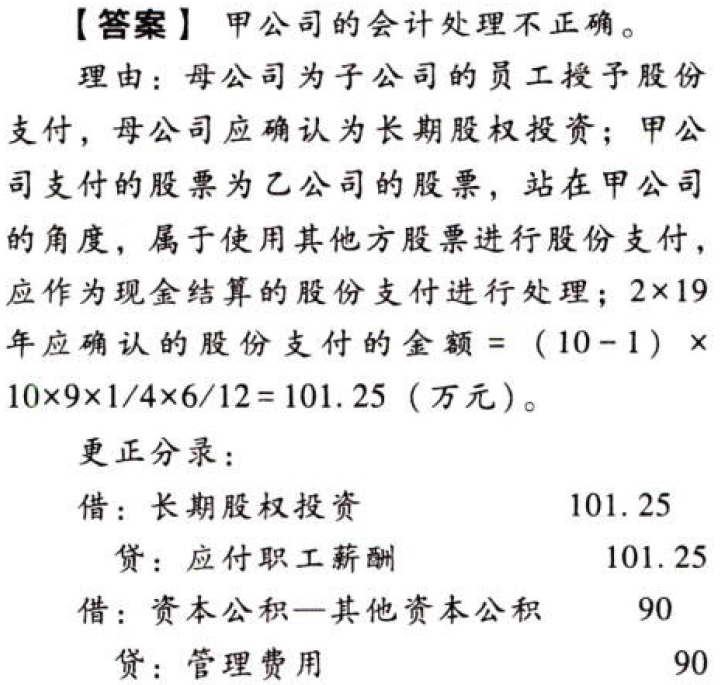 【答案】 甲公司的会计处理不正确。
理由：母公司为子公司的员工授予股份
支付，母公司应确认为长期股权投资；甲公
司支付的股票为乙公司的股票，站在甲公司
的角度，属于使用其他方股票进行股份支付，
应作为现金结算的股份支付进行处理；2×19
年应确认的股份支付的金额 = （10-1）×
10×9×1/4×6/12=101.25（万元）。
更正分录：
借：长期股权投资 101.25
贷：应付职工薪酬 101.25
借：资本公积—其他资本公积 90
贷：管理费用 90